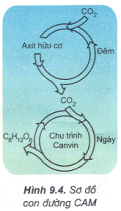 CO2
Axit hữu cơ
Đêm
CO2
C6H12O6
Chu trình
Canvin
Ngày
Hình 9.4. Sơ đồ
con đường CAM